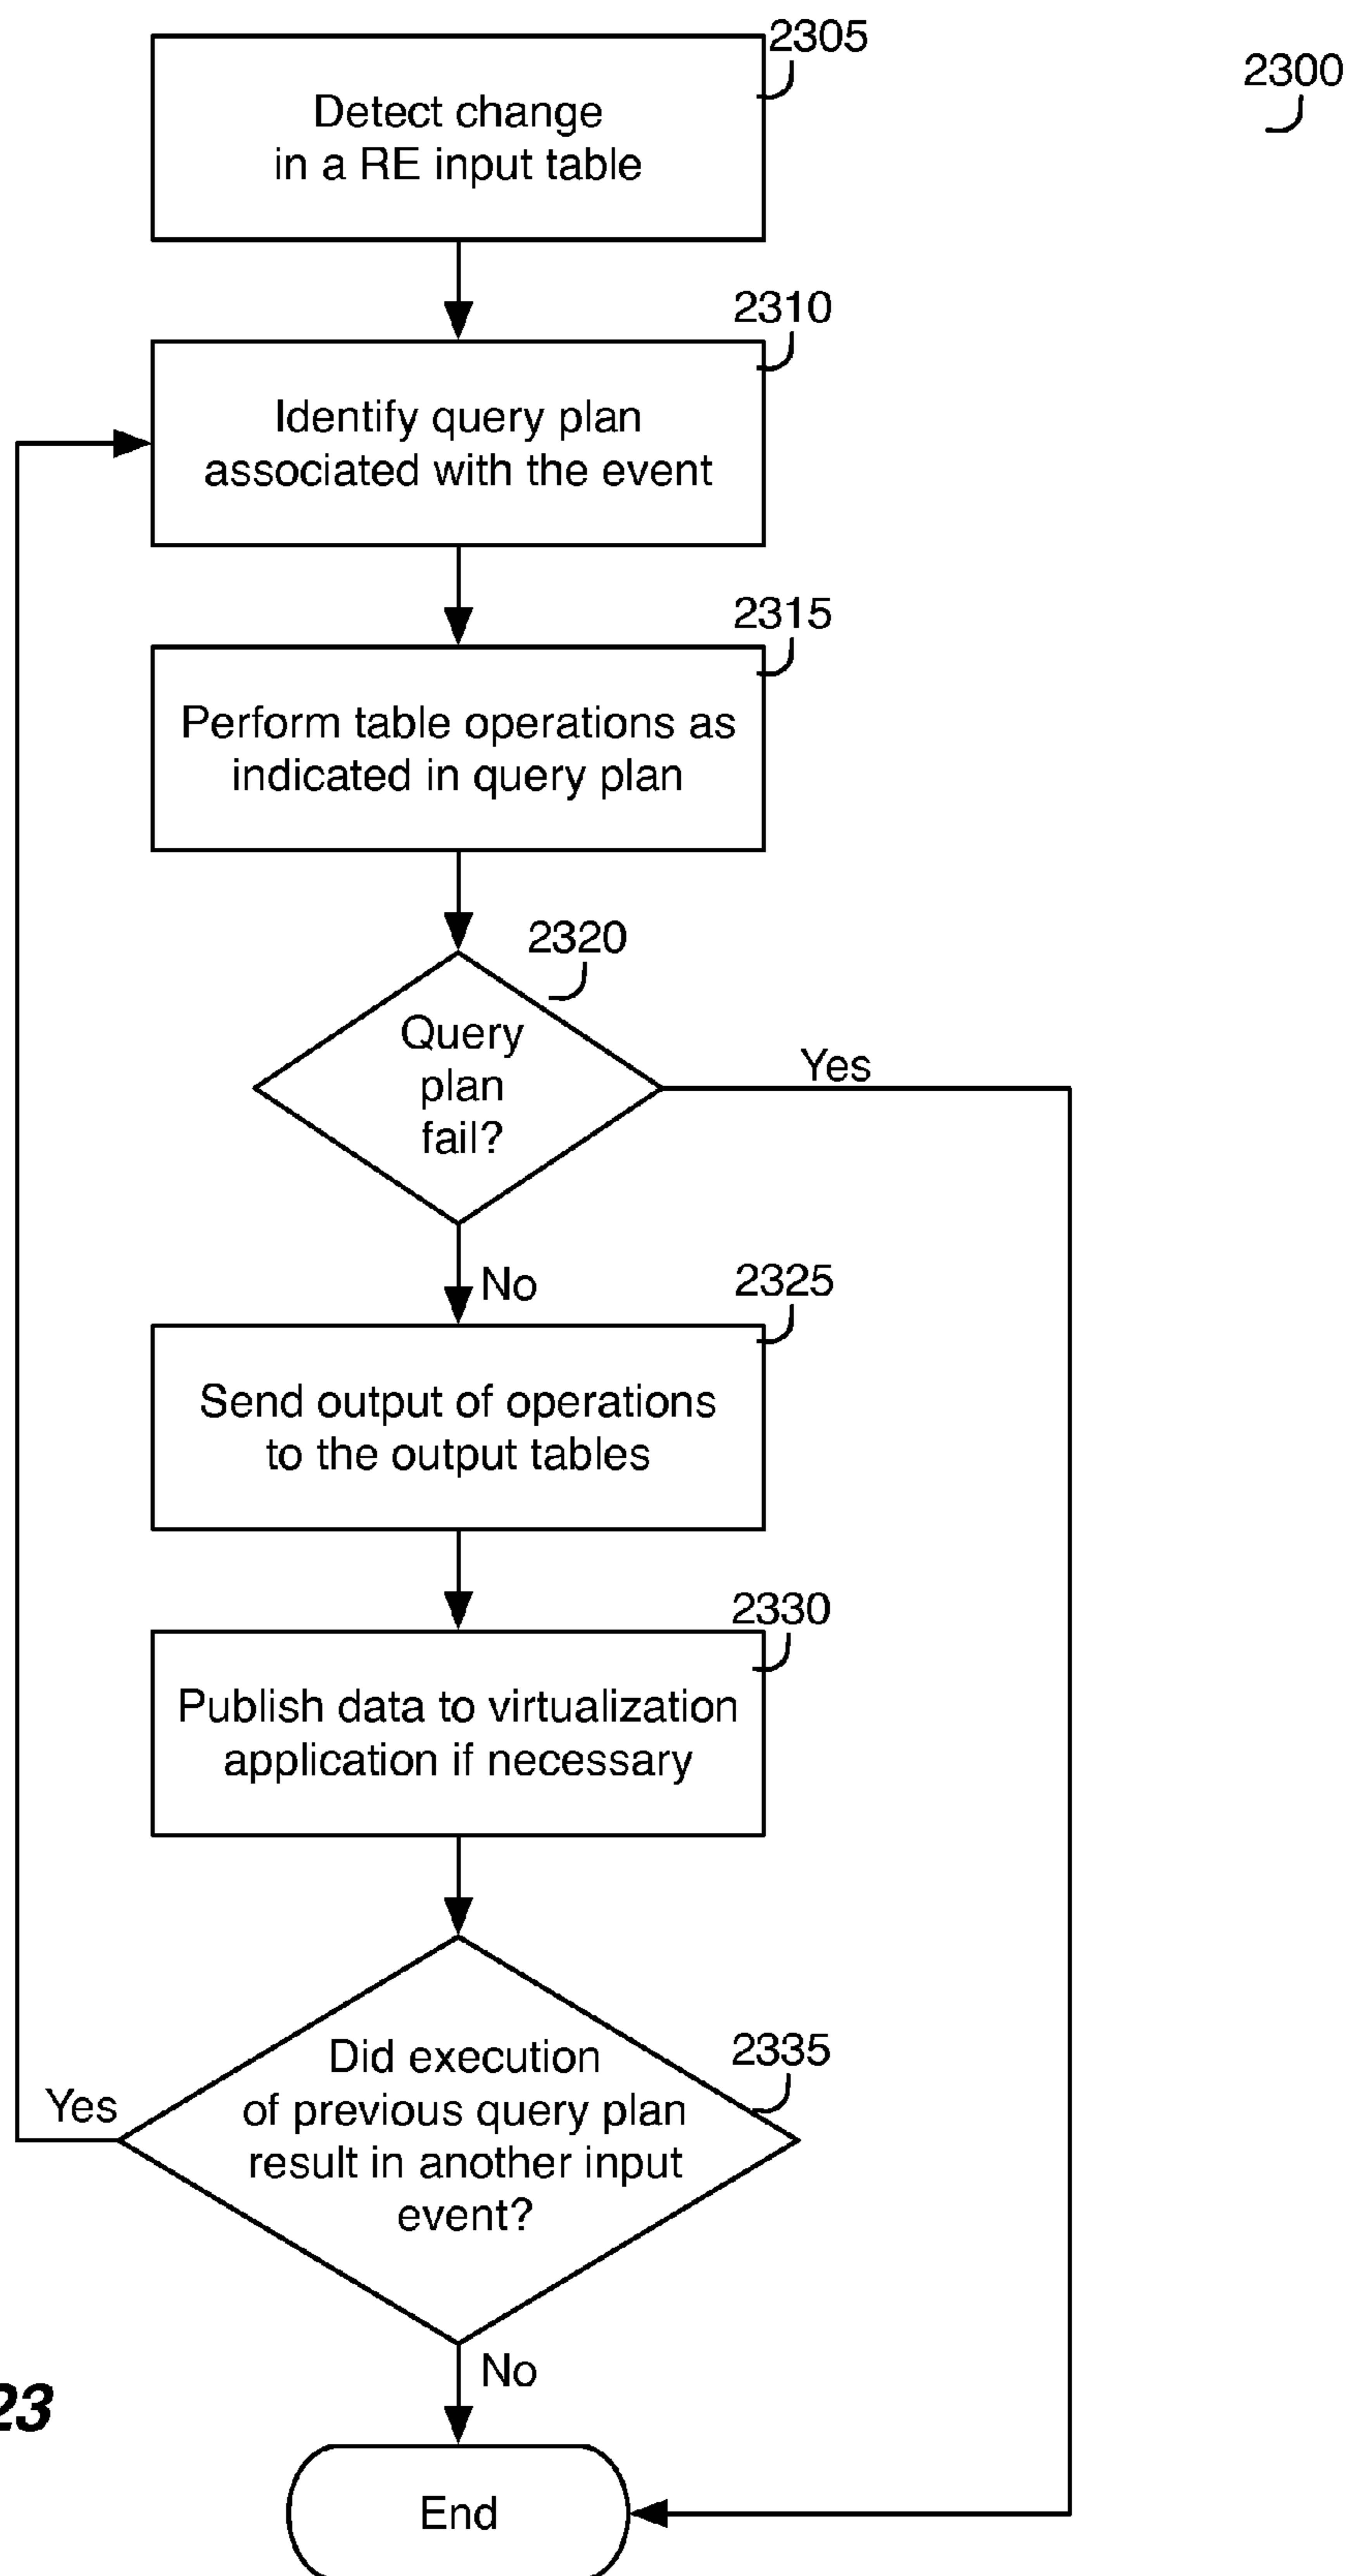 2305
2300
Detect change
in a RE input table
2310
Identify query plan
associated with the event
2315
Perform table operations as
indicated in query plan
2320
Query
plan
fail?
Yes
No
2325
Send output of operations
to the output tables
2330
Publish data to virtualization
application if necessary
2335
Did execution
of previous query plan
result in another input
event?
Yes
No
23
End